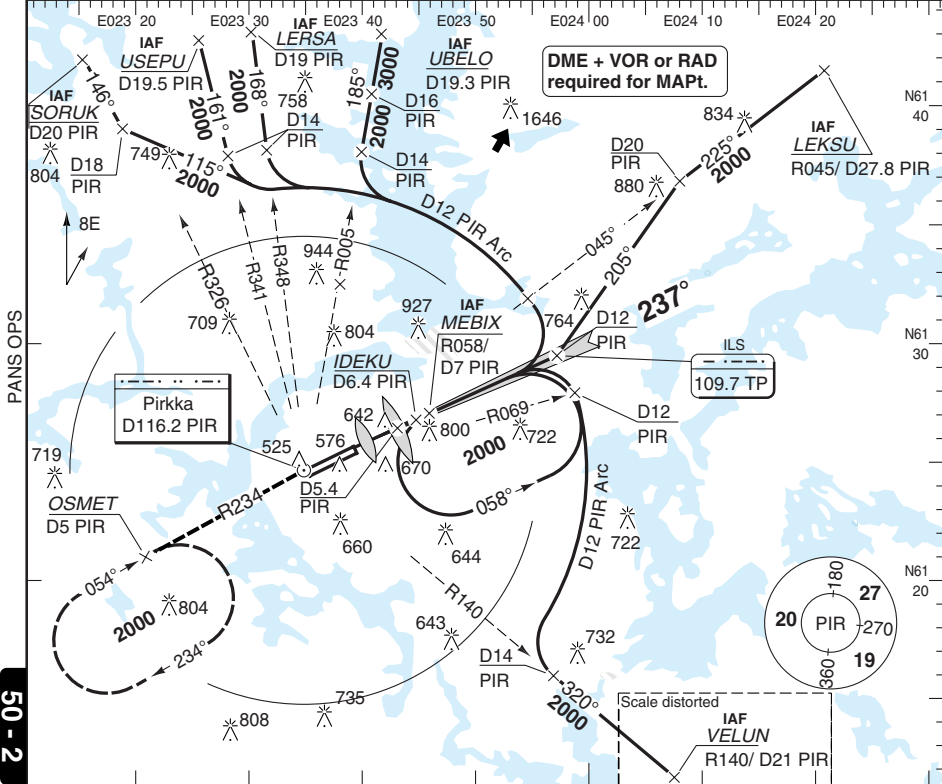 E023 20
E023 30
E023 40
E023 50
E024 00
E024 10
E024 20
IAF
USEPU
D19.5 PIR
IAF
LERSA
D19 PIR
758
IAF
UBELO
D19.3 PIR
DME + VOR or RAD
required for MAPt.
IAF
SORUK
D20 PIR
804
146°
D18
PIR
749
115°
2000
161°
2000
168°
2000
D14
PIR
185°
3000
2000
D16
PIR
D14
PIR
1646
834
N61
40
IAF
LEKSU
R045/ D27.8 PIR
225°
2000
D20
PIR
880
8E
D12 PIR Arc
045°
205°
R326
R341
R348
R005
944
709
804
927
IAF
MEBIX
R058/
D7 PIR
IDEKU
D6.4 PIR
764
D12
PIR
237°
N61
30
ILS
109.7 TP
PANS OPS
Pirkka
D116.2 PIR
642
800
R069
722
2000
D12
PIR
525
576
670
D5.4
PIR
058°
719
OSMET
D5 PIR
R234
660
644
D12 PIR Arc
722
054°
804
2000
234°
R140
643
N61
20
180
27
20
PIR
270
19
360
732
D14
PIR
320°
2000
808
735
Scale distorted
IAF
VELUN
R140/ D21 PIR
50 - 2